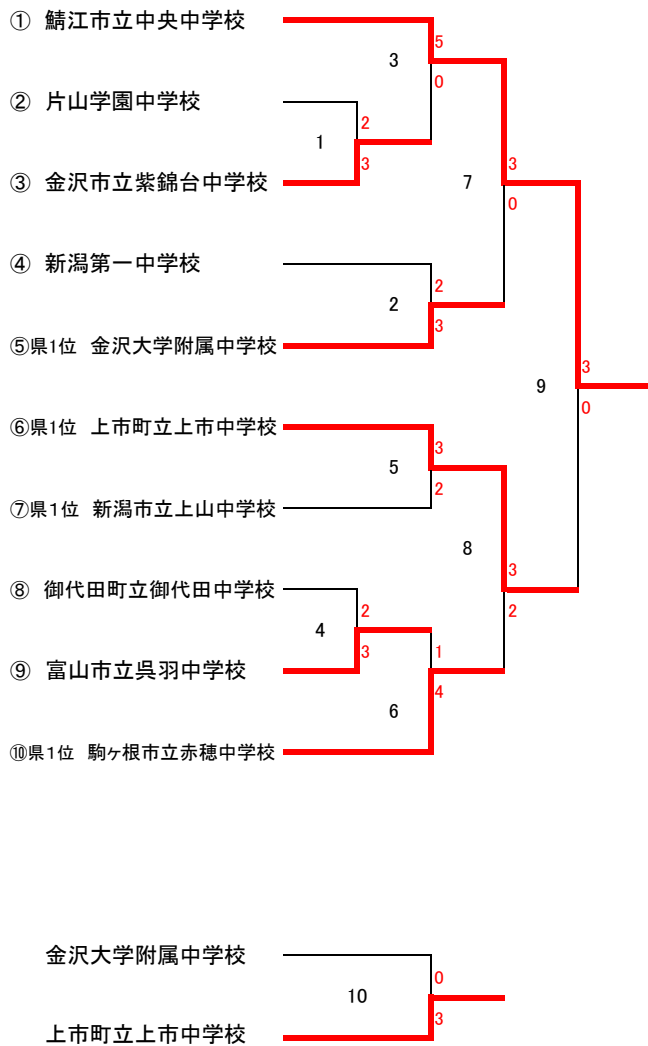 ① 鯖江市立中央中学校
5
3
0
② 片山学園中学校
2
1
3
③ 金沢市立紫錦台中学校
3
7
0
④ 新潟第一中学校
2
2
3
⑤県1位 金沢大学附属中学校
3
9
0
⑥県1位 上市町立上市中学校
3
5
2
⑦県1位 新潟市立上山中学校
8
3
2
⑧ 御代田町立御代田中学校
2
4
3
1
⑨ 富山市立呉羽中学校
4
6
⑩県1位 駒ヶ根市立赤穂中学校
金沢大学附属中学校
0
10
3
上市町立上市中学校